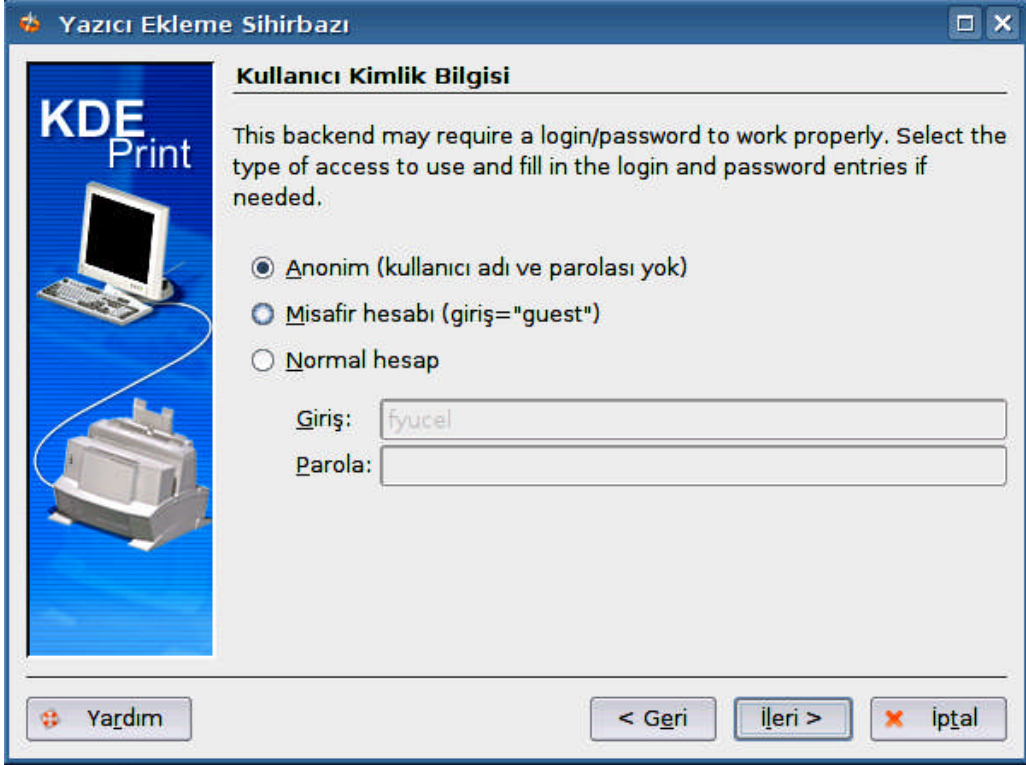 Yazıcı Ekleme Sihirbazı
KDE
Print
Kullanıcı Kimlik Bilgisi
This backend may require a login/password to work properly. Select the
type of access to use and fill in the login and password entries if
needed.
Anonim (kullanıcı adı ve parolası yok)
Misafir hesabı (giriş="guest")
Normal hesap
Giriş: fyucel
Parola:
Yardım < Geri İleri > İptal